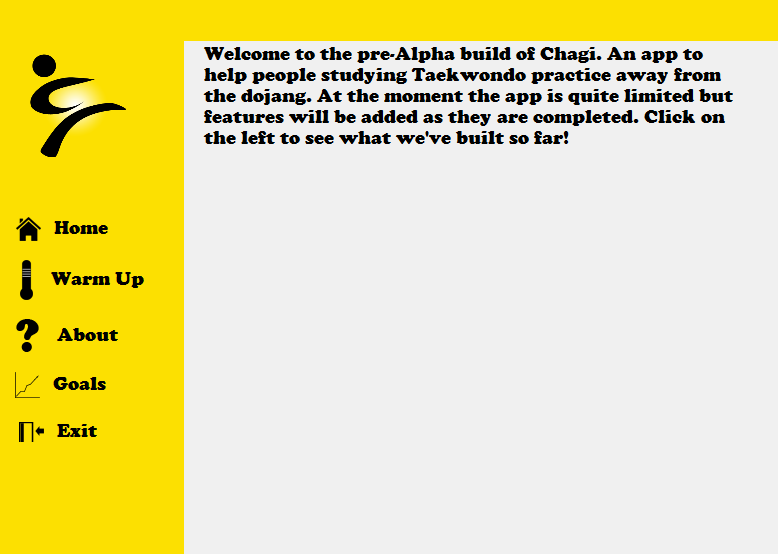 Welcome to the pre-Alpha build of Chagi. An app to
help people studying Taekwondo practice away from
the dojang. At the moment the app is quite limited but
features will be added as they are completed. Click on
the left to see what we've built so far!
Home
Warm Up
About
Goals
Exit